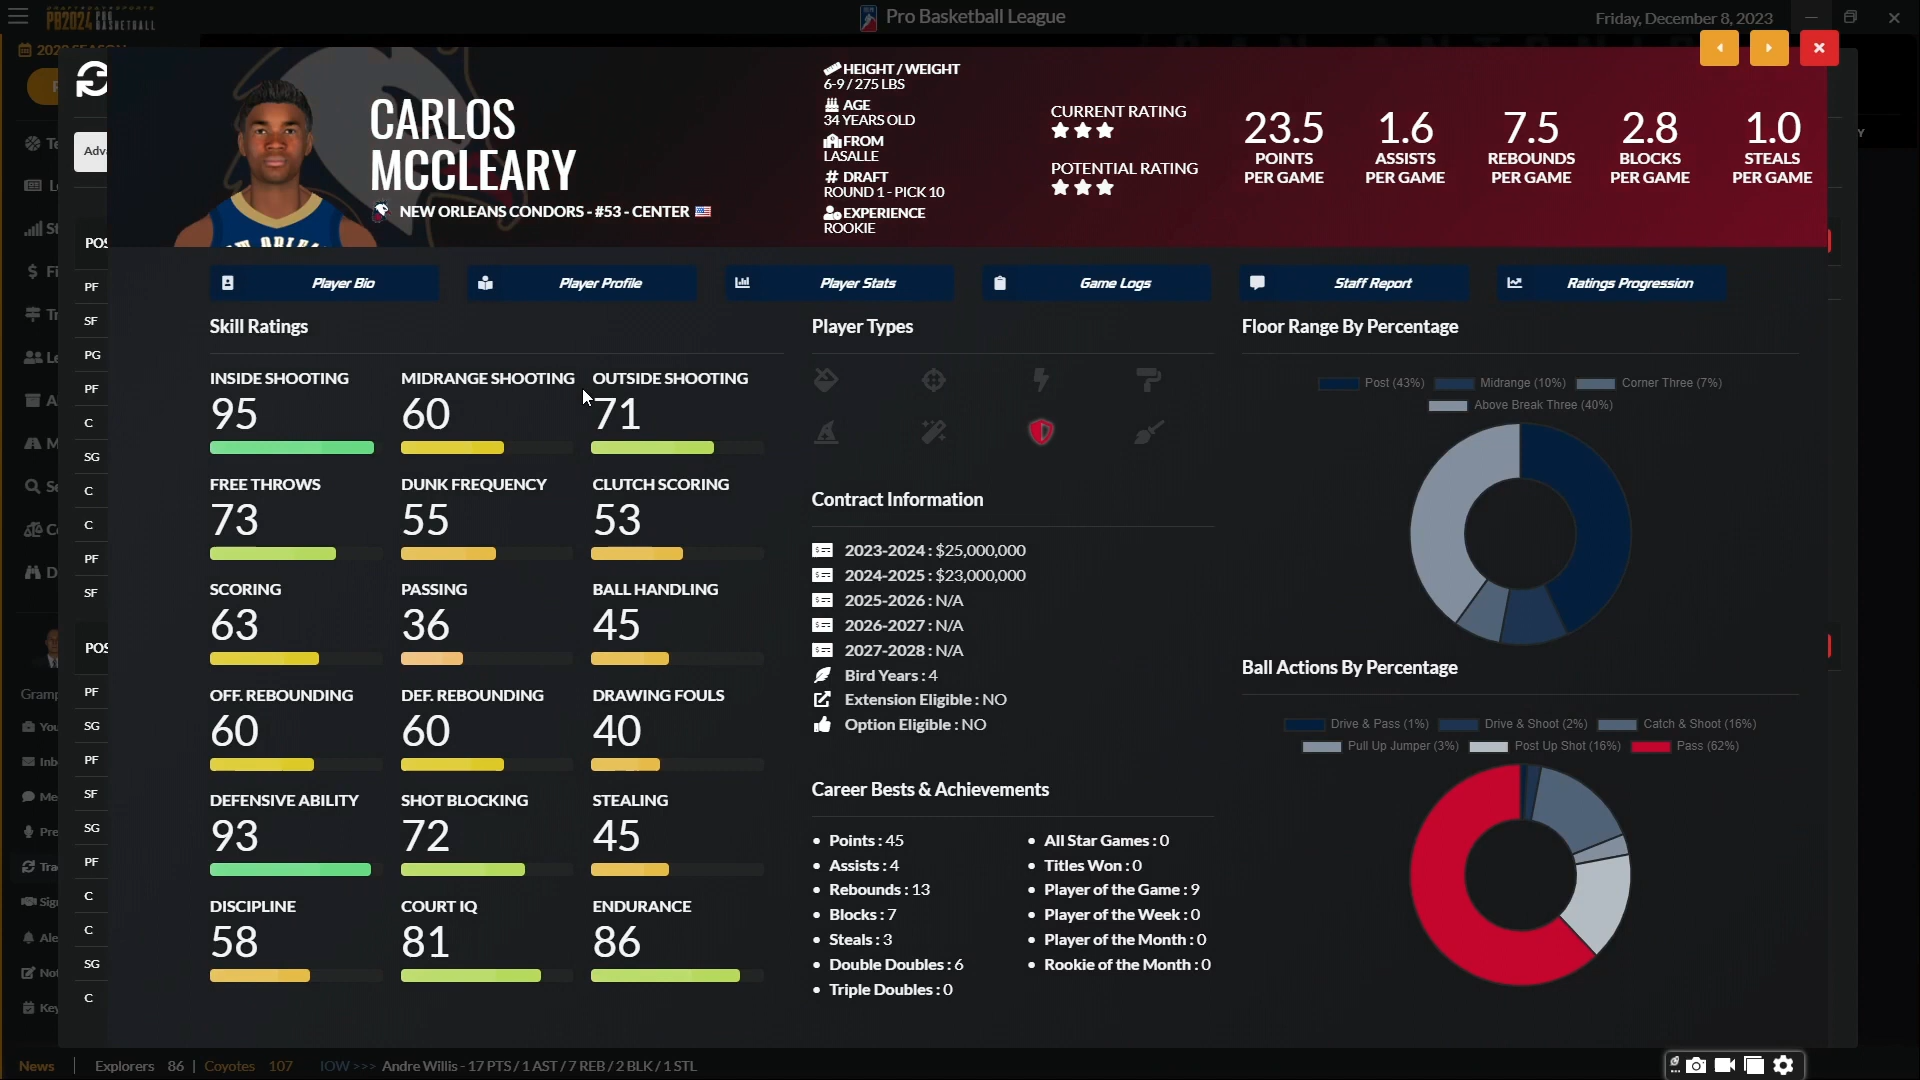 PB2024 PRO BASKETBALL
Pro Basketball League
Friday, December 8, 2023
CARLOS
MCCLEARY
NEW ORLEANS CONDORS - #53 - CENTER
HEIGHT / WEIGHT
6-9 / 275 LBS
AGE
34 YEARS OLD
FROM
LASALLE
# DRAFT
ROUND 1 - PICK 10
EXPERIENCE
ROOKIE
CURRENT RATING
POTENTIAL RATING
23.5
POINTS
PER GAME
1.6
ASSISTS
PER GAME
7.5
REBOUNDS
PER GAME
2.8
BLOCKS
PER GAME
1.0
STEALS
PER GAME
Player Bio
Player Profile
Player Stats
Game Logs
Staff Report
Ratings Progression
Skill Ratings
INSIDE SHOOTING
95
MIDRANGE SHOOTING
60
OUTSIDE SHOOTING
71
FREE THROWS
73
DUNK FREQUENCY
55
CLUTCH SCORING
53
SCORING
63
PASSING
36
BALL HANDLING
45
OFF. REBOUNDING
60
DEF. REBOUNDING
60
DRAWING FOULS
40
DEFENSIVE ABILITY
93
SHOT BLOCKING
72
STEALING
45
DISCIPLINE
58
COURT IQ
81
ENDURANCE
86
Player Types
Contract Information
2023-2024 : $25,000,000
2024-2025 : $23,000,000
2025-2026 : N/A
2026-2027 : N/A
2027-2028 : N/A
Bird Years : 4
Extension Eligible : NO
Option Eligible : NO
Career Bests & Achievements
Points : 45
Assists : 4
Rebounds : 13
Blocks : 7
Steals : 3
Double Doubles : 6
Triple Doubles : 0
All Star Games : 0
Titles Won : 0
Player of the Game : 9
Player of the Week : 0
Player of the Month : 0
Rookie of the Month : 0
Floor Range By Percentage
Post (43%) Midrange (10%) Corner Three (7%)
Above Break Three (40%)
Ball Actions By Percentage
Drive & Pass (1%) Drive & Shoot (2%) Catch & Shoot (16%)
Pull Up Jumper (3%) Post Up Shot (16%) Pass (62%)
Adva
POS
PF
SF
PG
PF
C
SG
C
C
PF
SF
POS
PF
SG
PF
SF
SG
PF
C
C
SG
C
News | Explorers 86 | Coyotes 107 IOW >>> Andre Willis - 17 PTS / 1 AST / 7 REB / 2 BLK / 1 STL